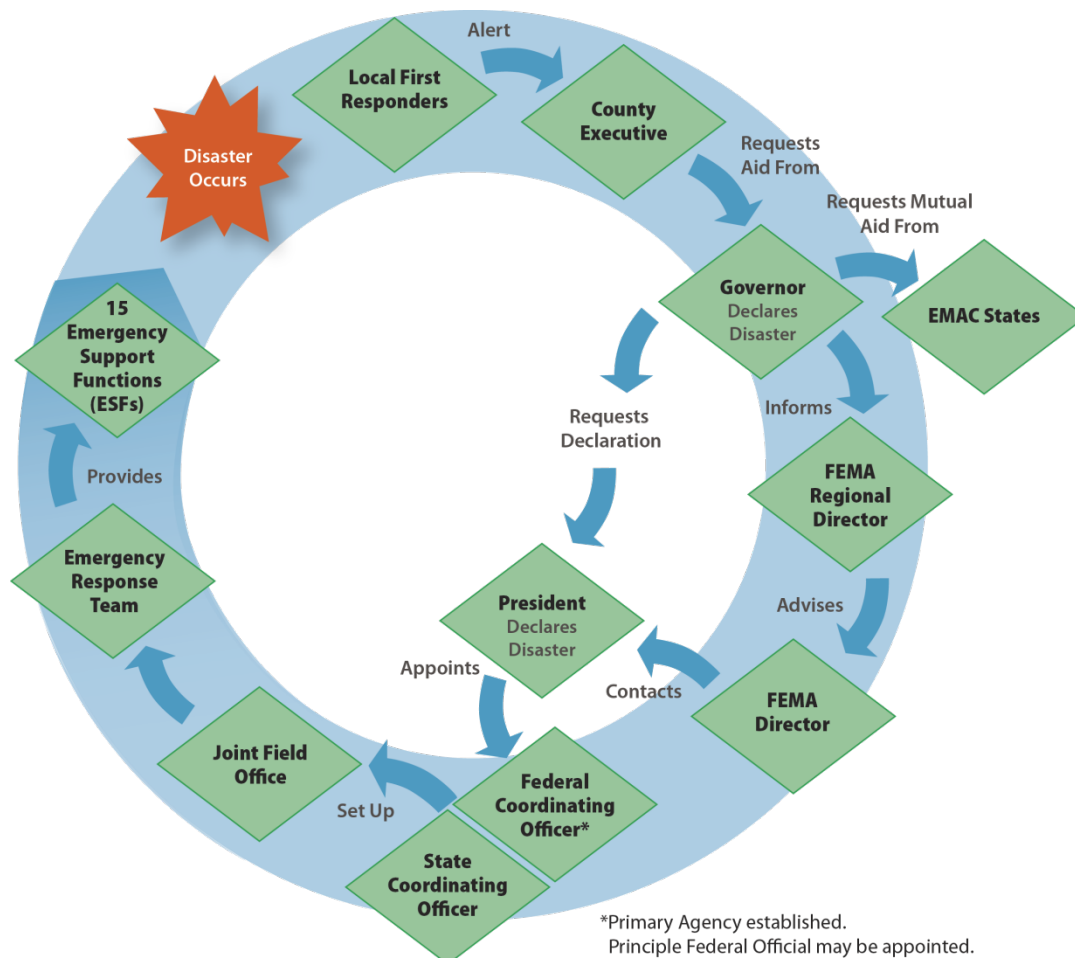 Disaster
Occurs
Local First
Responders
Alert
County
Executive
Requests
Aid From
Governor
Declares
Disaster
Requests Mutual
Aid From
EMAC States
Informs
FEMA
Regional
Director
Advises
FEMA
Director
Contacts
Requests
Declaration
President
Declares
Disaster
Appoints
Federal
Coordinating
Officer*
State
Coordinating
Officer
Set Up
Joint Field
Office
Emergency
Response
Team
Provides
15
Emergency
Support
Functions
(ESFs)
*Primary Agency established.
Principle Federal Official may be appointed.